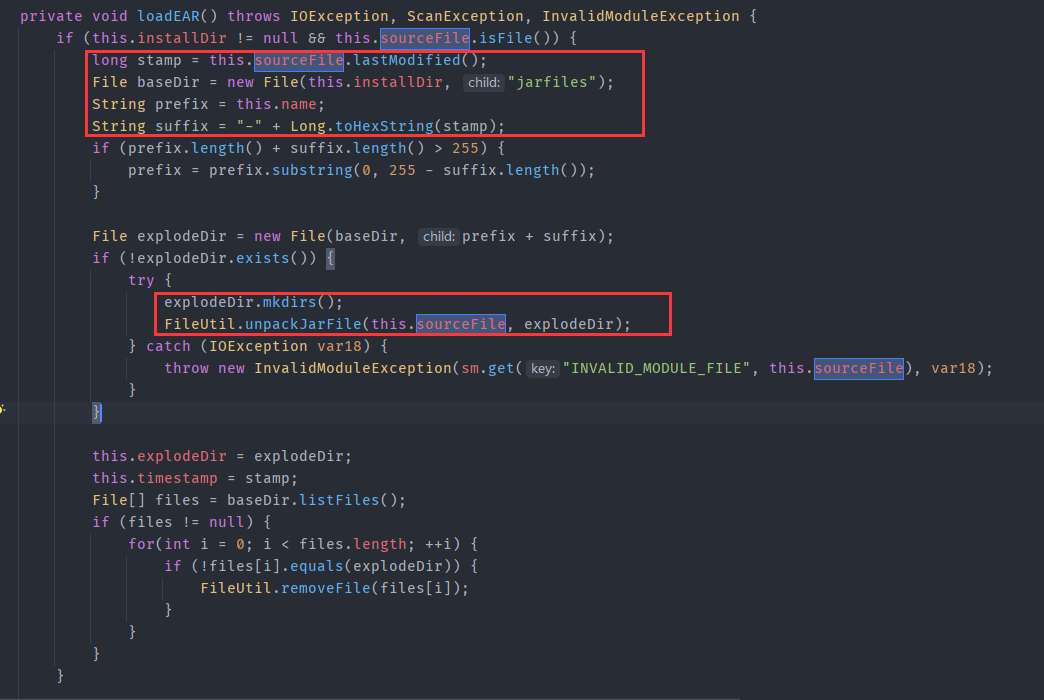 private void loadEAR() throws IOException, ScanException, InvalidModuleException {
    if (this.installDir != null && this.sourceFile.isFile()) {
        long stamp = this.sourceFile.lastModified();
        File baseDir = new File(this.installDir, child: "jarfiles");
        String prefix = this.name;
        String suffix = "-" + Long.toHexString(stamp);
        if (prefix.length() + suffix.length() > 255) {
            prefix = prefix.substring(0, 255 - suffix.length());
        }

        File explodeDir = new File(baseDir, child: prefix + suffix);
        if (!explodeDir.exists()) {
            try {
                explodeDir.mkdirs();
                FileUtil.unpackJarFile(this.sourceFile, explodeDir);
            } catch (IOException var18) {
                throw new InvalidModuleException(sm.get( key: "INVALID_MODULE_FILE", this.sourceFile), var18);
            }
        }

        this.explodeDir = explodeDir;
        this.timestamp = stamp;
        File[] files = baseDir.listFiles();
        if (files != null) {
            for(int i = 0; i < files.length; ++i) {
                if (!files[i].equals(explodeDir)) {
                    FileUtil.removeFile(files[i]);
                }
            }
        }
    }